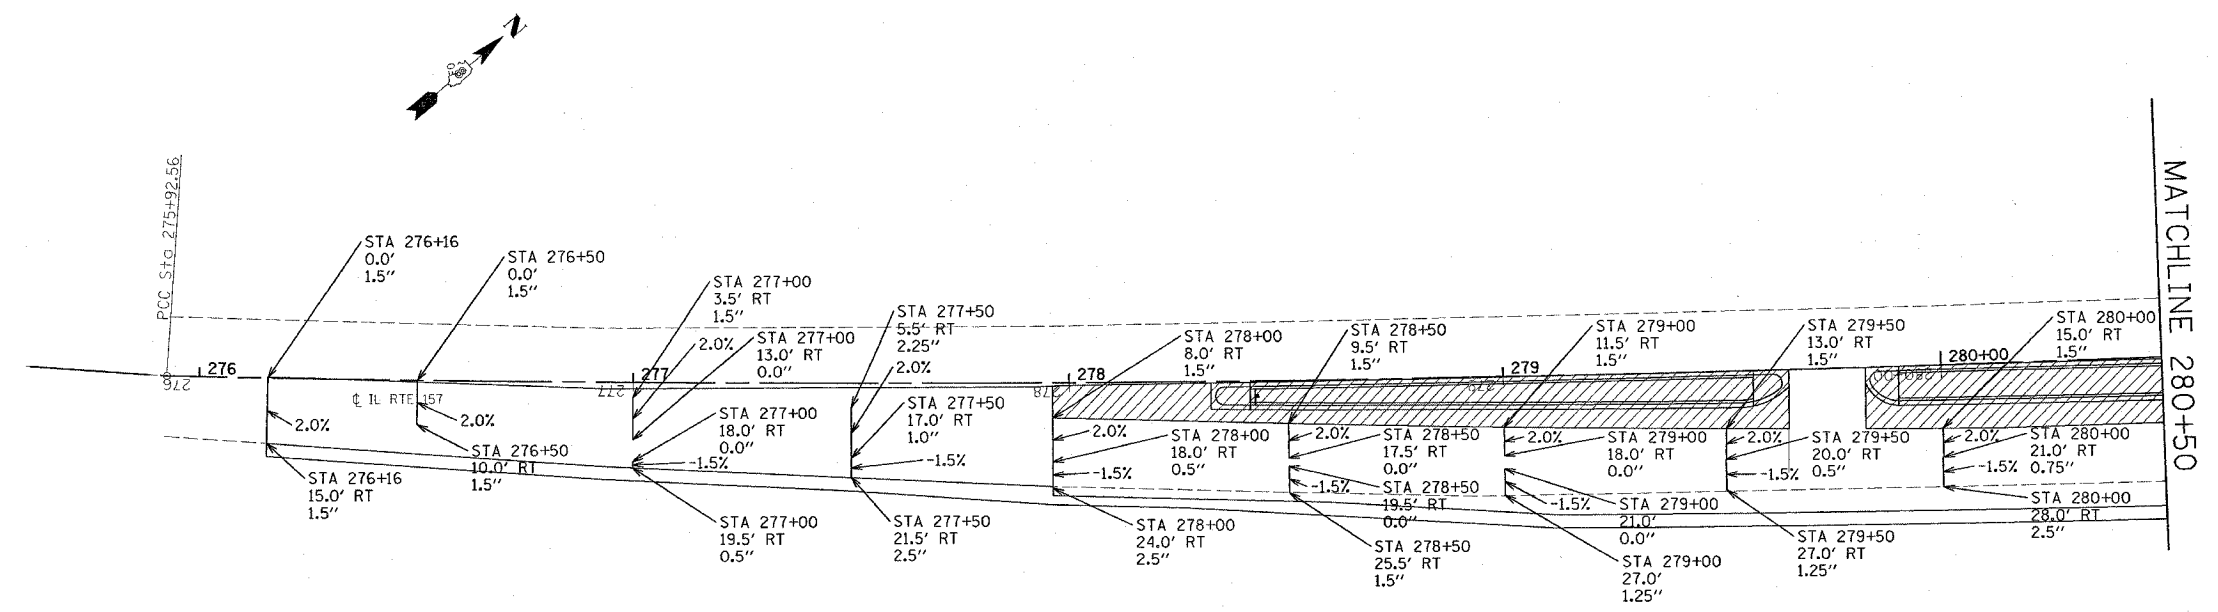 N
PCC Sta 275+92.56
MATCHLINE 280+50
STA 276+16
0.0'
1.5"
STA 276+50
0.0'
1.5"
STA 277+00
3.5' RT
1.5"
2.0%
STA 277+00
13.0' RT
0.0"
STA 277+50
5.5' RT
2.25"
2.0%
STA 278+00
8.0' RT
1.5"
STA 278+50
9.5' RT
1.5"
STA 279+00
11.5' RT
1.5"
STA 279+50
13.0' RT
1.5"
STA 280+00
15.0' RT
1.5"
276
276
277
277
278
278
279
279
280+00
280+00
℄ IL RTE 157
2.0%
STA 276+16
15.0' RT
1.5"
2.0%
STA 276+50
10.0' RT
1.5"
STA 277+00
18.0' RT
0.0"
-1.5%
STA 277+00
19.5' RT
0.5"
STA 277+50
17.0' RT
1.0"
-1.5%
STA 277+50
21.5' RT
2.5"
2.0%
STA 278+00
18.0' RT
0.5"
-1.5%
STA 278+00
24.0' RT
2.5"
2.0%
STA 278+50
17.5' RT
0.0"
-1.5%
STA 278+50
19.5' RT
0.0"
STA 278+50
25.5' RT
1.5"
2.0%
STA 279+00
18.0' RT
0.0"
-1.5%
STA 279+00
21.0'
0.0"
STA 279+00
27.0'
1.25"
2.0%
STA 279+50
20.0' RT
0.5"
-1.5%
STA 279+50
27.0' RT
1.25"
2.0%
STA 280+00
21.0' RT
0.75"
-1.5%
STA 280+00
28.0' RT
2.5"